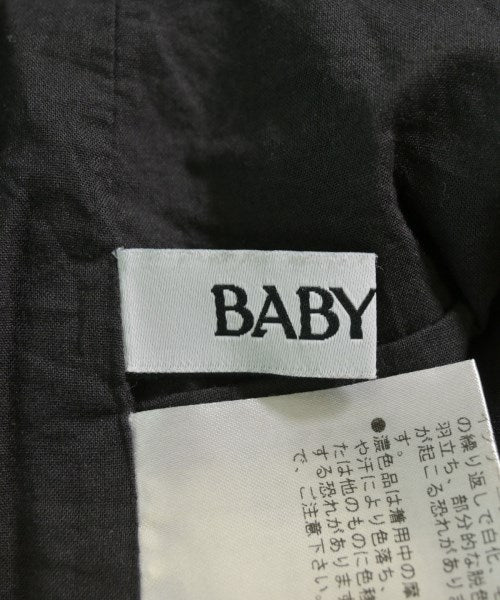 BABY
の繰り返しで白化、
羽立ち、部分的な脱色
が起こる恐れがあり
●濃色品は着用中の摩
す。
や汗により色落ち、
たは他のものに色移
する恐れがあります
で、ご注意下さい。